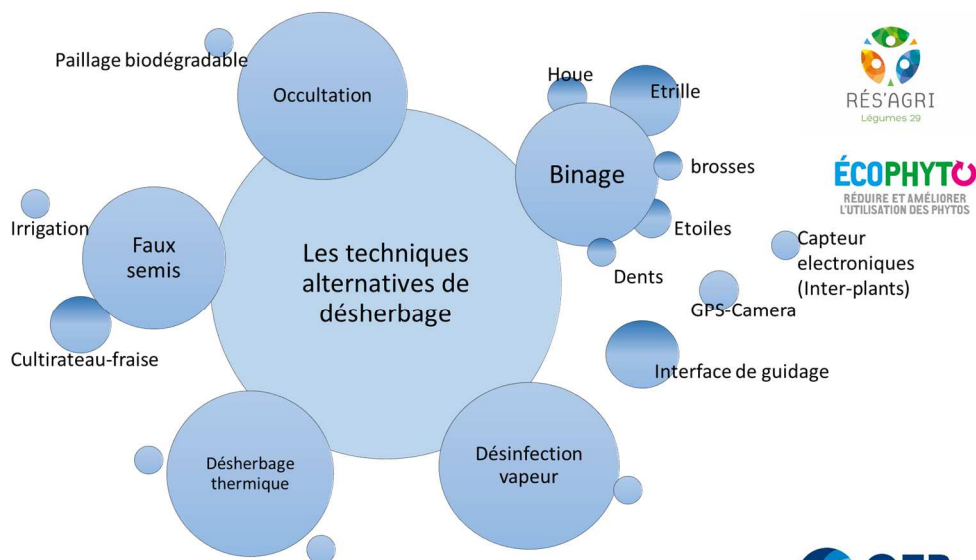 Paillage biodégradable
Occultation
Houe
Etrille
Binage
brosses
Etoiles
Dents
Capteur
electroniques
(Inter-plants)
GPS-Camera
Interface de guidage
Irrigation
Faux
semis
Cultirateau-fraise
Les techniques
alternatives de
désherbage
Désherbage
thermique
Désinfection
vapeur
RÉS'AGRI
Légumes 29
ÉCOPHYTO
RÉDUIRE ET AMÉLIORER
L'UTILISATION DES PHYTOS